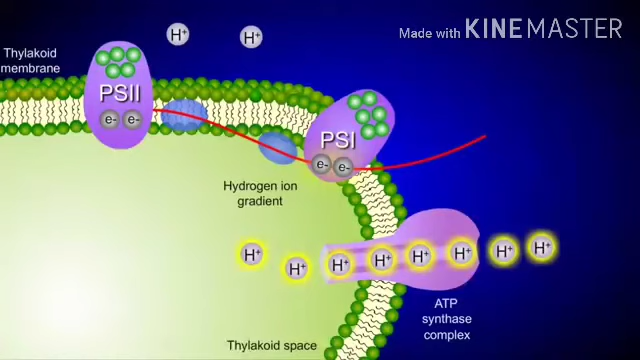 Made with KINEMASTER
H+ H+
Thylakoid
membrane
PSII
e- e-
PSI
e- e-
Hydrogen ion
gradient
H+ H+ H+ H+ H+ H+ H+ H+
ATP
synthase
complex
Thylakoid space